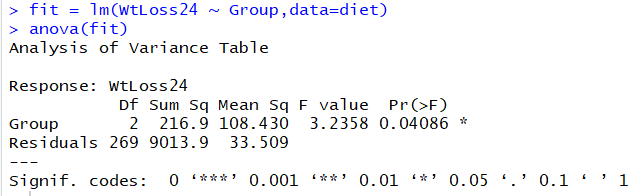 > fit = lm(WtLoss24 ~ Group,data=diet)
> anova(fit)
Analysis of Variance Table

Response: WtLoss24
           Df Sum Sq Mean Sq F value  Pr(>F)
Group       2  216.9 108.430  3.2358 0.04086 *
Residuals 269 9013.9  33.509
---
Signif. codes:  0 ‘***’ 0.001 ‘**’ 0.01 ‘*’ 0.05 ‘.’ 0.1 ‘ ’ 1